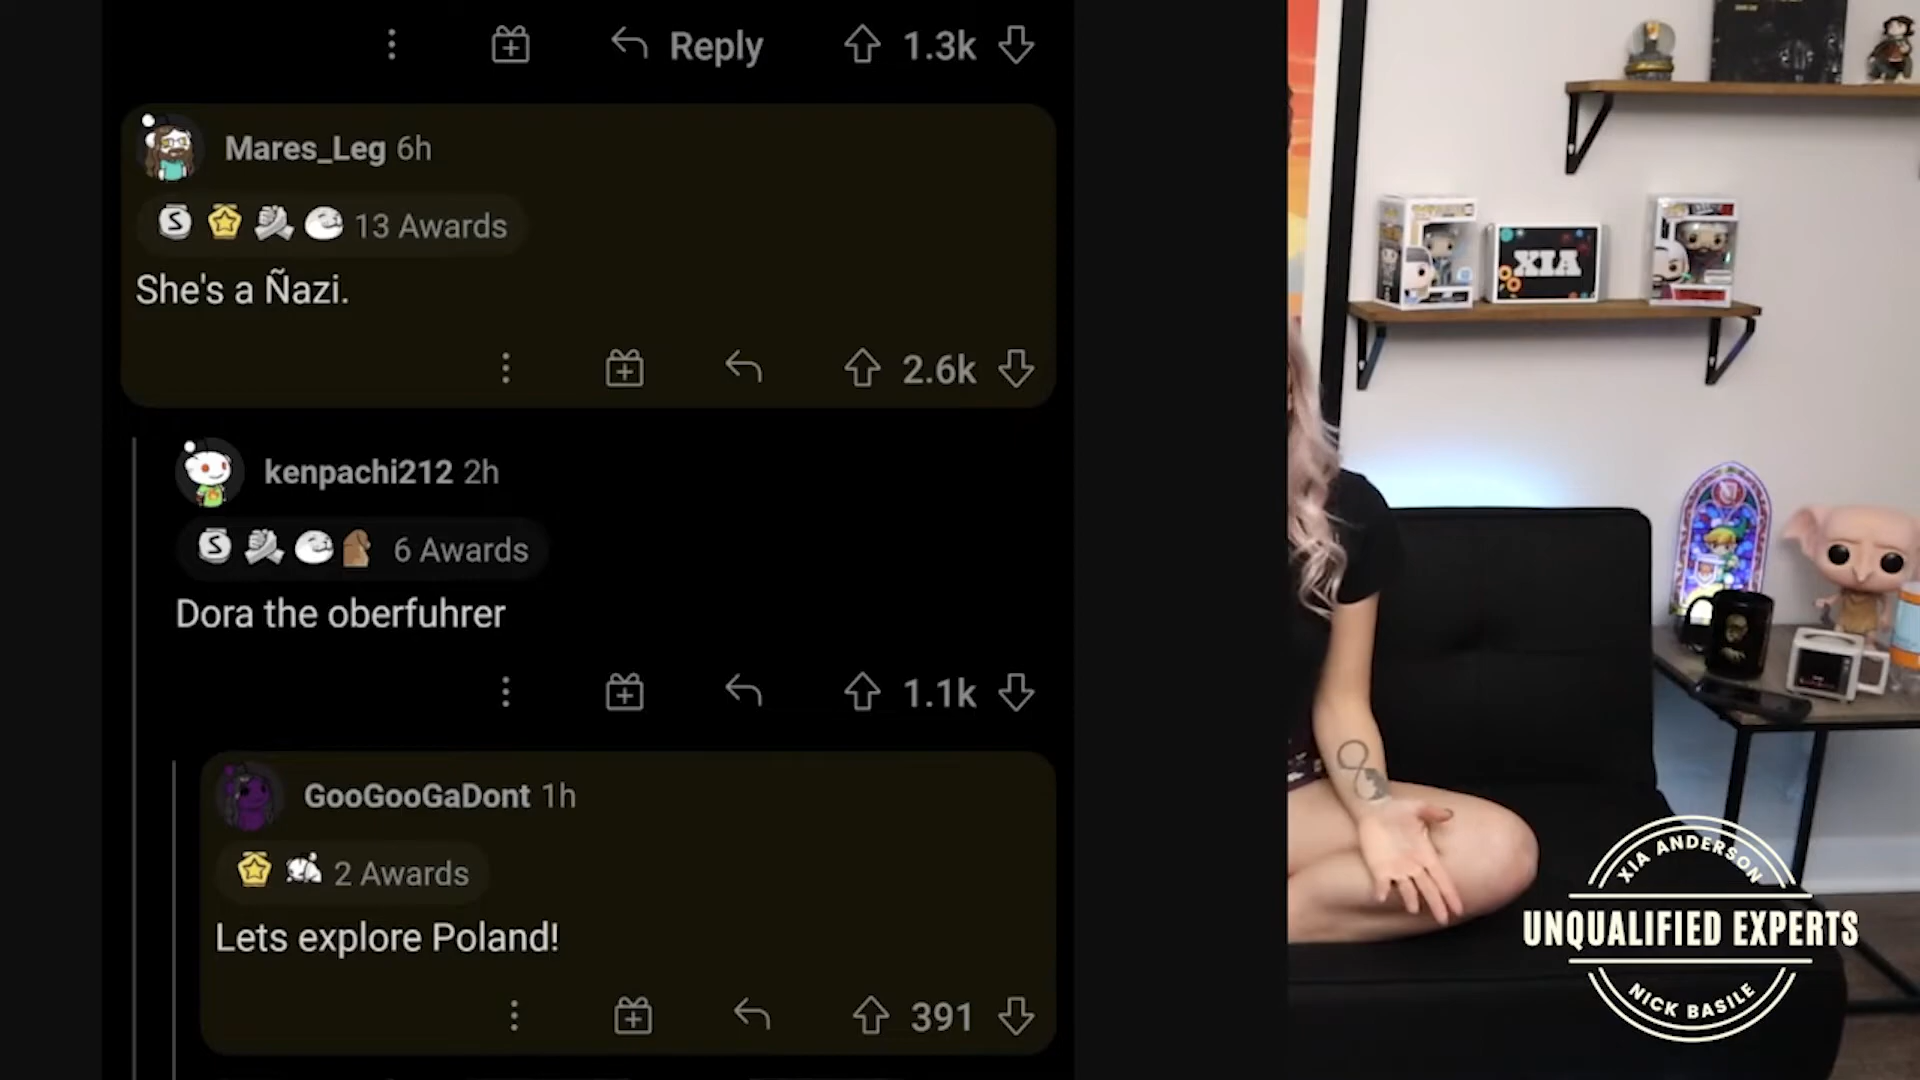 Reply 1.3k
Mares_Leg 6h
13 Awards
She's a Ñazi.
2.6k
kenpachi212 2h
6 Awards
Dora the oberfuhrer
1.1k
GooGooGaDont 1h
2 Awards
Lets explore Poland!
391
XIA
XIA ANDERSON
UNQUALIFIED EXPERTS
NICK BASILE